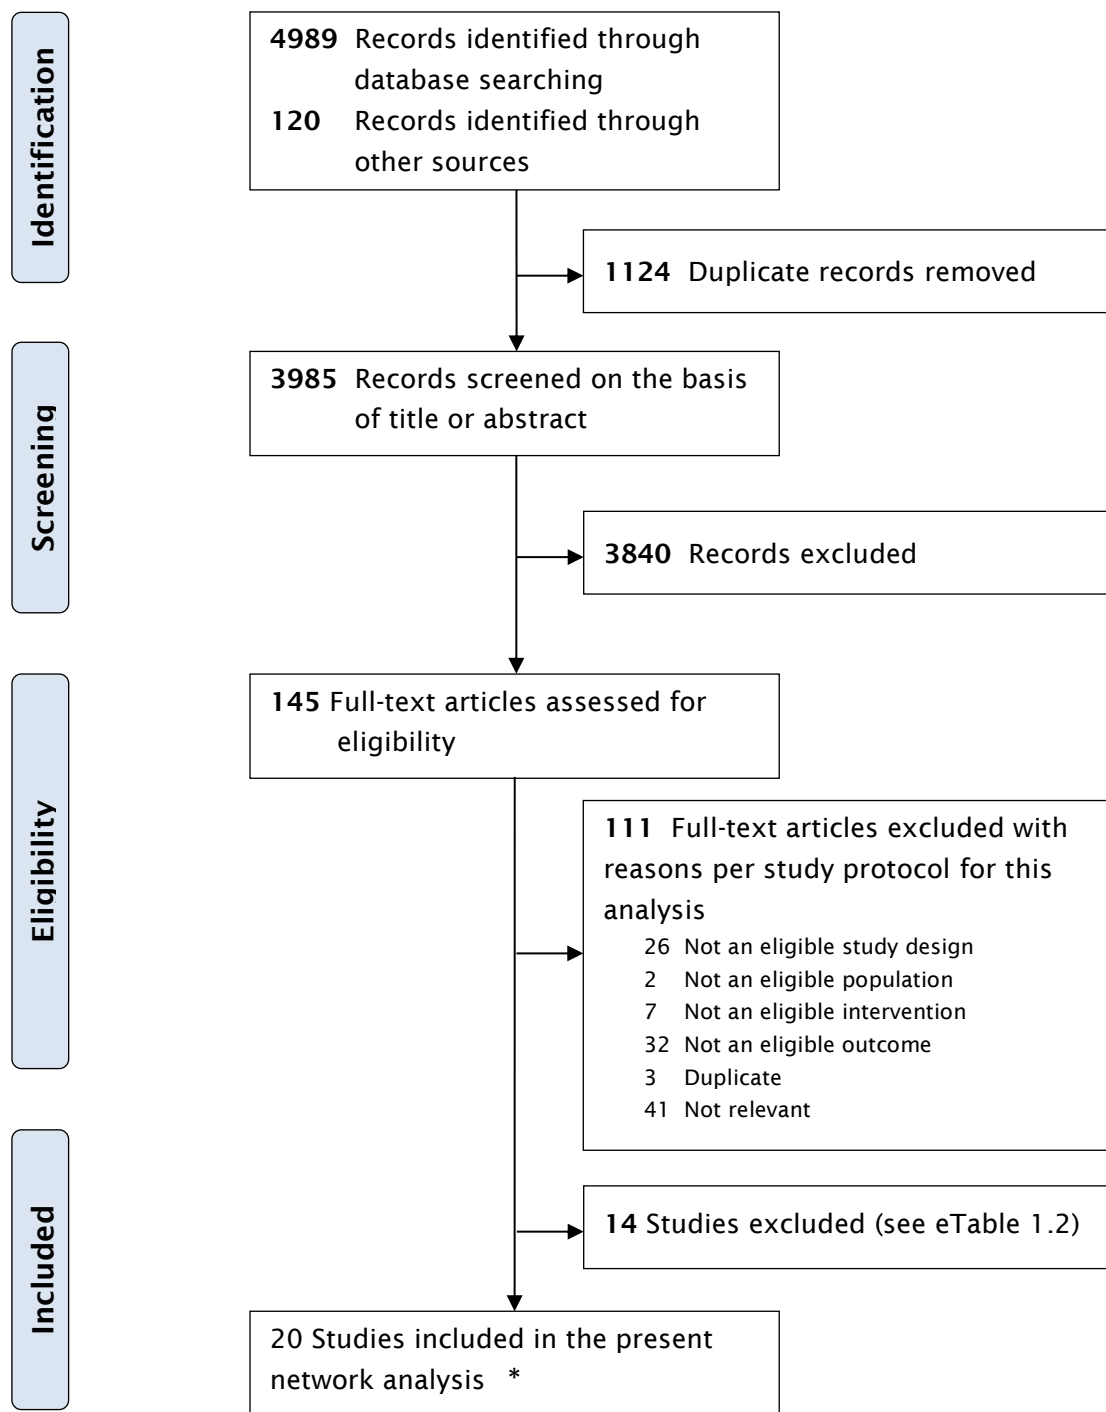 Identification
4989 Records identified through
database searching
120 Records identified through
other sources
1124 Duplicate records removed
Screening
3985 Records screened on the basis
of title or abstract
3840 Records excluded
Eligibility
145 Full-text articles assessed for
eligibility
111 Full-text articles excluded with
reasons per study protocol for this
analysis
26 Not an eligible study design
2 Not an eligible population
7 Not an eligible intervention
32 Not an eligible outcome
3 Duplicate
41 Not relevant
Included
14 Studies excluded (see eTable 1.2)
20 Studies included in the present
network analysis *